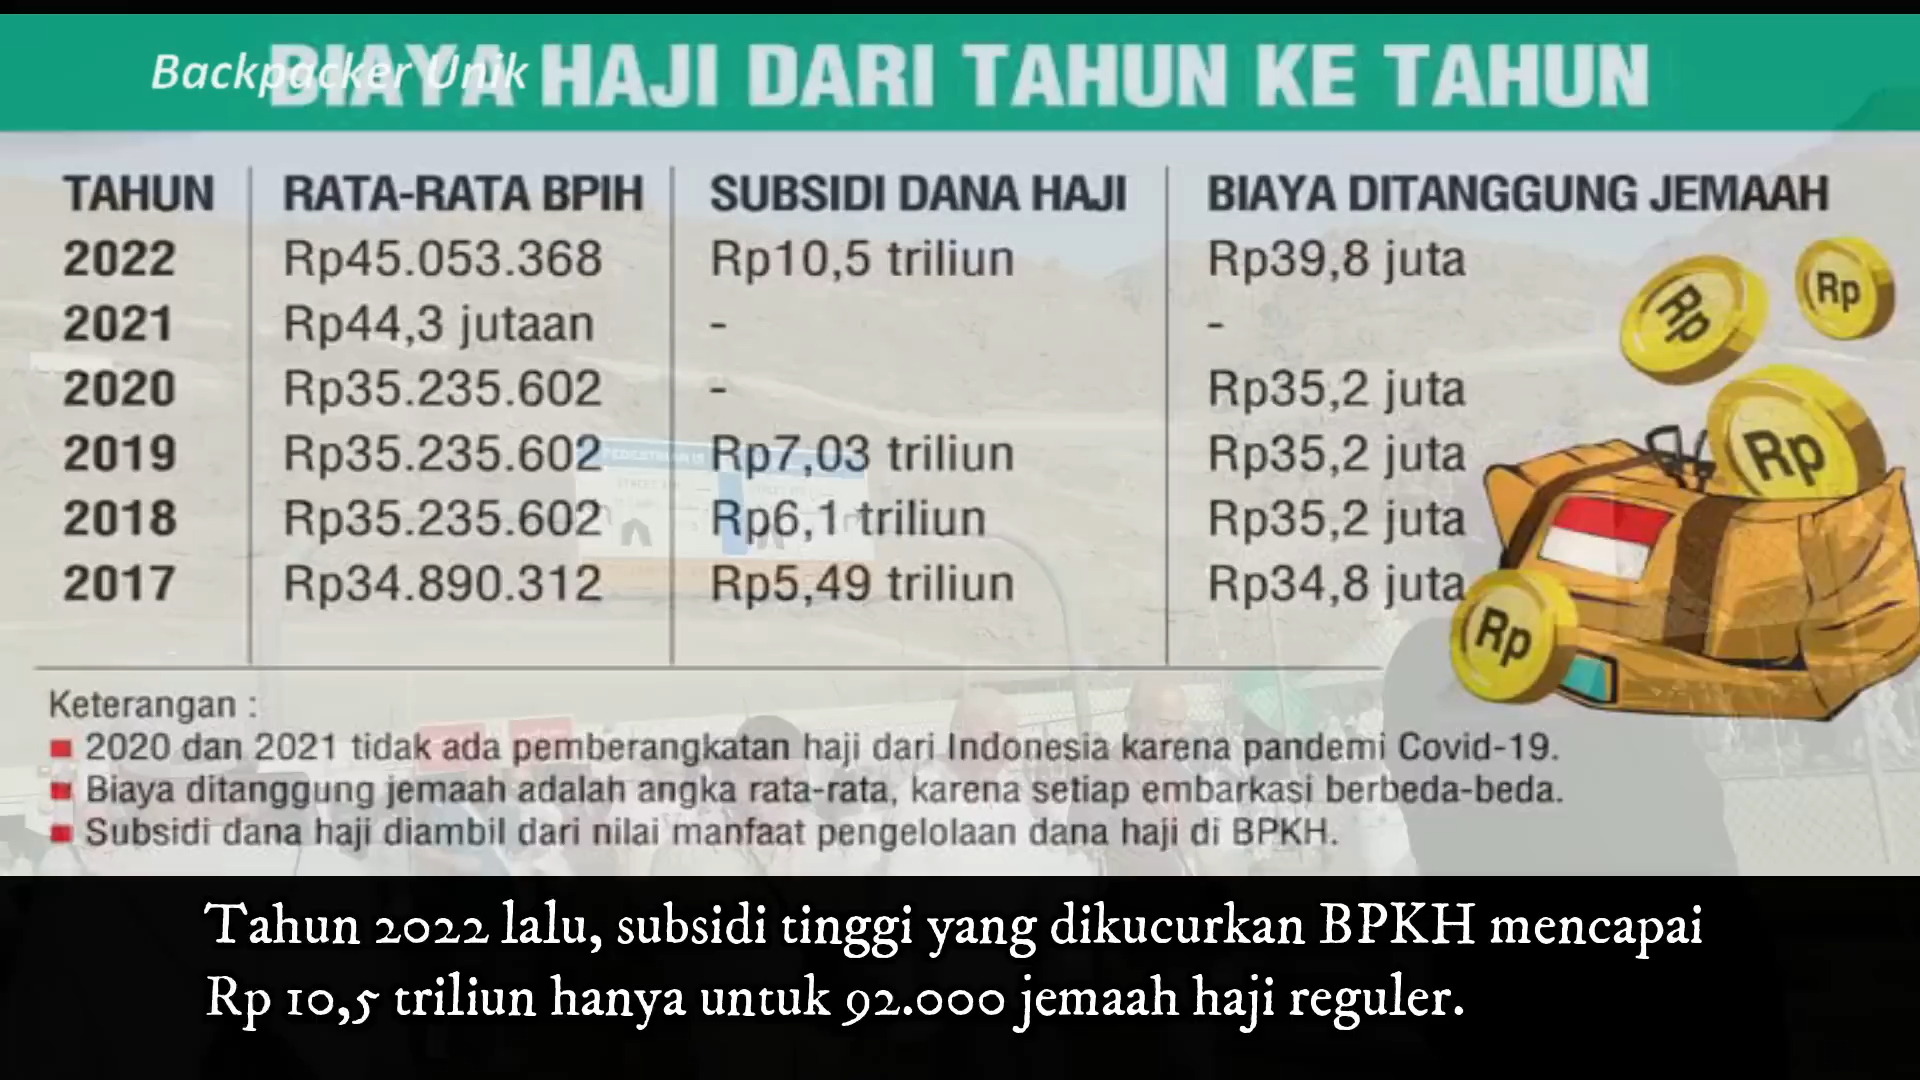 Backpacker Unik
BIAYA HAJI DARI TAHUN KE TAHUN
TAHUN RATA-RATA BPIH SUBSIDI DANA HAJI BIAYA DITANGGUNG JEMAAH
2022 Rp45.053.368 Rp10,5 triliun Rp39,8 juta
2021 Rp44,3 jutaan - -
2020 Rp35.235.602 - Rp35,2 juta
2019 Rp35.235.602 Rp7,03 triliun Rp35,2 juta
2018 Rp35.235.602 Rp6,1 triliun Rp35,2 juta
2017 Rp34.890.312 Rp5,49 triliun Rp34,8 juta
Rp
Rp
Rp
Rp
Keterangan :
2020 dan 2021 tidak ada pemberangkatan haji dari Indonesia karena pandemi Covid-19.
Biaya ditanggung jemaah adalah angka rata-rata, karena setiap embarkasi berbeda-beda.
Subsidi dana haji diambil dari nilai manfaat pengelolaan dana haji di BPKH.
Tahun 2022 lalu, subsidi tinggi yang dikucurkan BPKH mencapai
Rp 10,5 triliun hanya untuk 92.000 jemaah haji reguler.